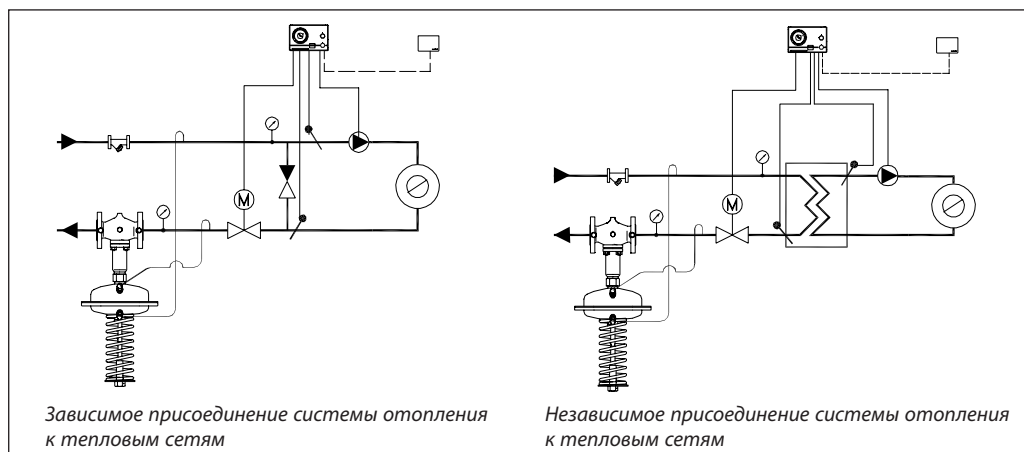 M
M
Зависимое присоединение системы отопления
к тепловым сетям
Независимое присоединение системы отопления
к тепловым сетям